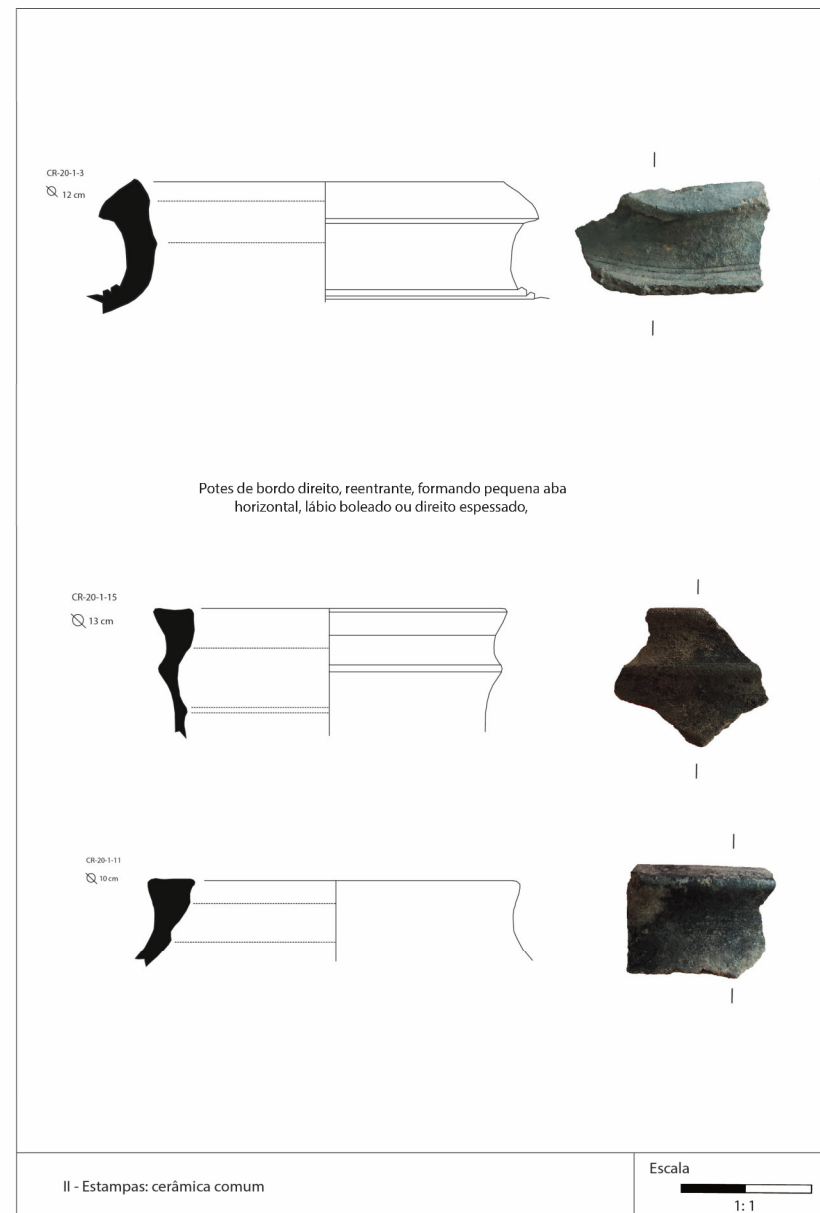 CR-20-1-3
12 cm
Potes de bordo direito, reentrante, formando pequena aba
horizontal, lábio boleado ou direito espessado,
CR-20-1-15
13 cm
CR-20-1-11
10 cm
II - Estampas: cerâmica comum
Escala
1: 1